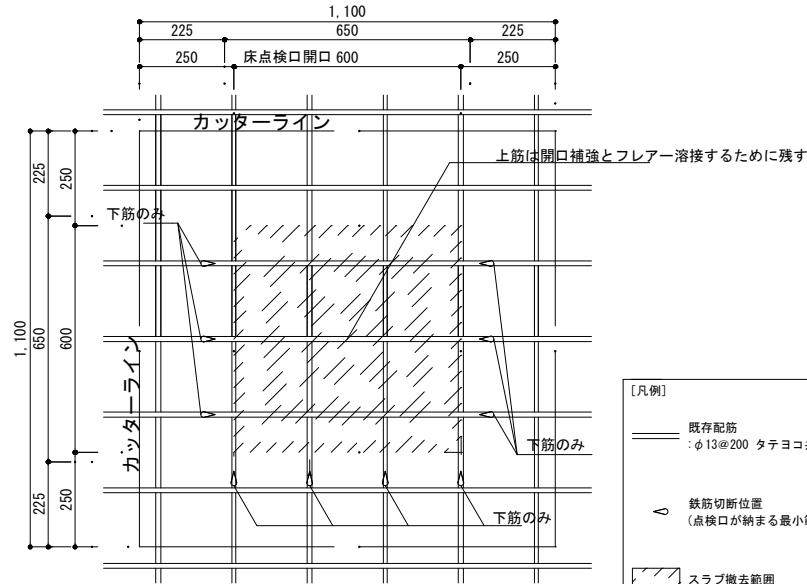 1,100
225 650 225
250 床点検口開口 600 250
カッターライン
上筋は開口補強とフレアー溶接するために残す
下筋のみ
225
250
1,100
650
600
カッターライン
225
250
下筋のみ
下筋のみ
[凡例]
既存配筋
:φ13@200 タテヨコ
鉄筋切断位置
(点検口が納まる最小
スラブ撤去範囲